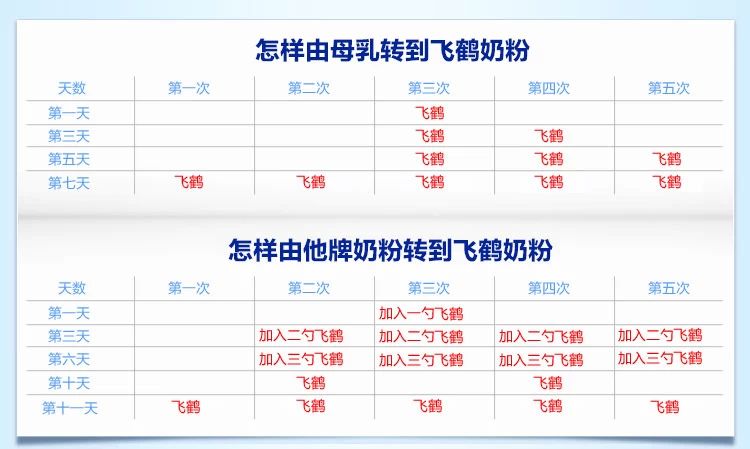 怎样由母乳转到飞鹤奶粉
天数 第一次 第二次 第三次 第四次 第五次
第一天 飞鹤
第三天 飞鹤 飞鹤
第五天 飞鹤 飞鹤 飞鹤
第七天 飞鹤 飞鹤 飞鹤 飞鹤 飞鹤
怎样由他牌奶粉转到飞鹤奶粉
天数 第一次 第二次 第三次 第四次 第五次
第一天 加入一勺飞鹤
第三天 加入二勺飞鹤 加入二勺飞鹤 加入二勺飞鹤 加入二勺飞鹤
第六天 加入三勺飞鹤 加入三勺飞鹤 加入三勺飞鹤 加入三勺飞鹤
第十天 飞鹤 飞鹤
第十一天 飞鹤 飞鹤 飞鹤 飞鹤 飞鹤